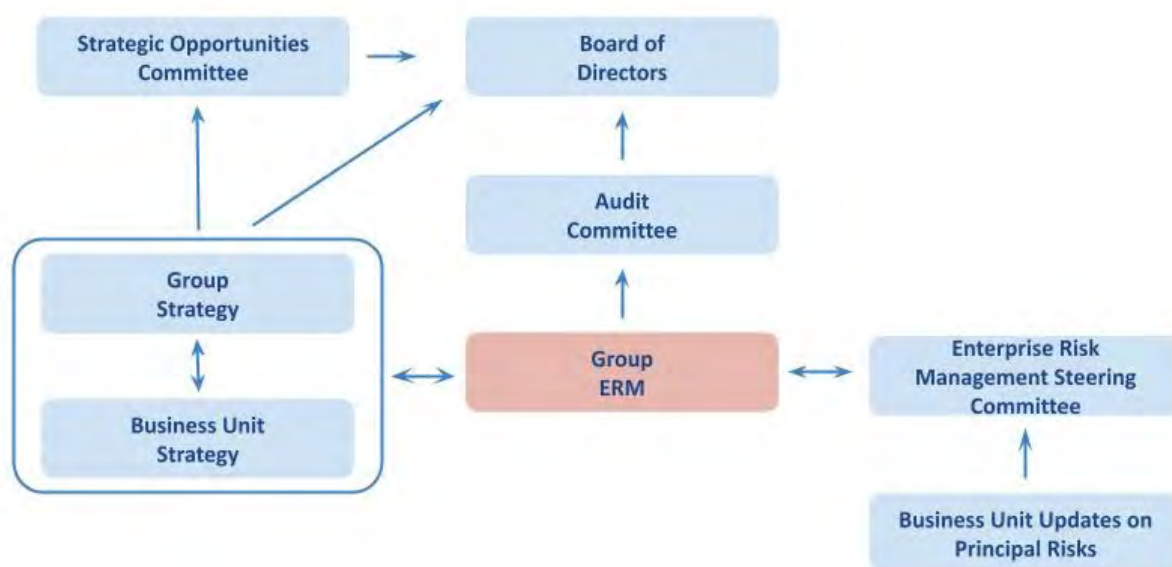 Strategic Opportunities
Committee
Board of
Directors
Audit
Committee
Group
Strategy
Group
ERM
Enterprise Risk
Management Steering
Committee
Business Unit
Strategy
Business Unit Updates on
Principal Risks